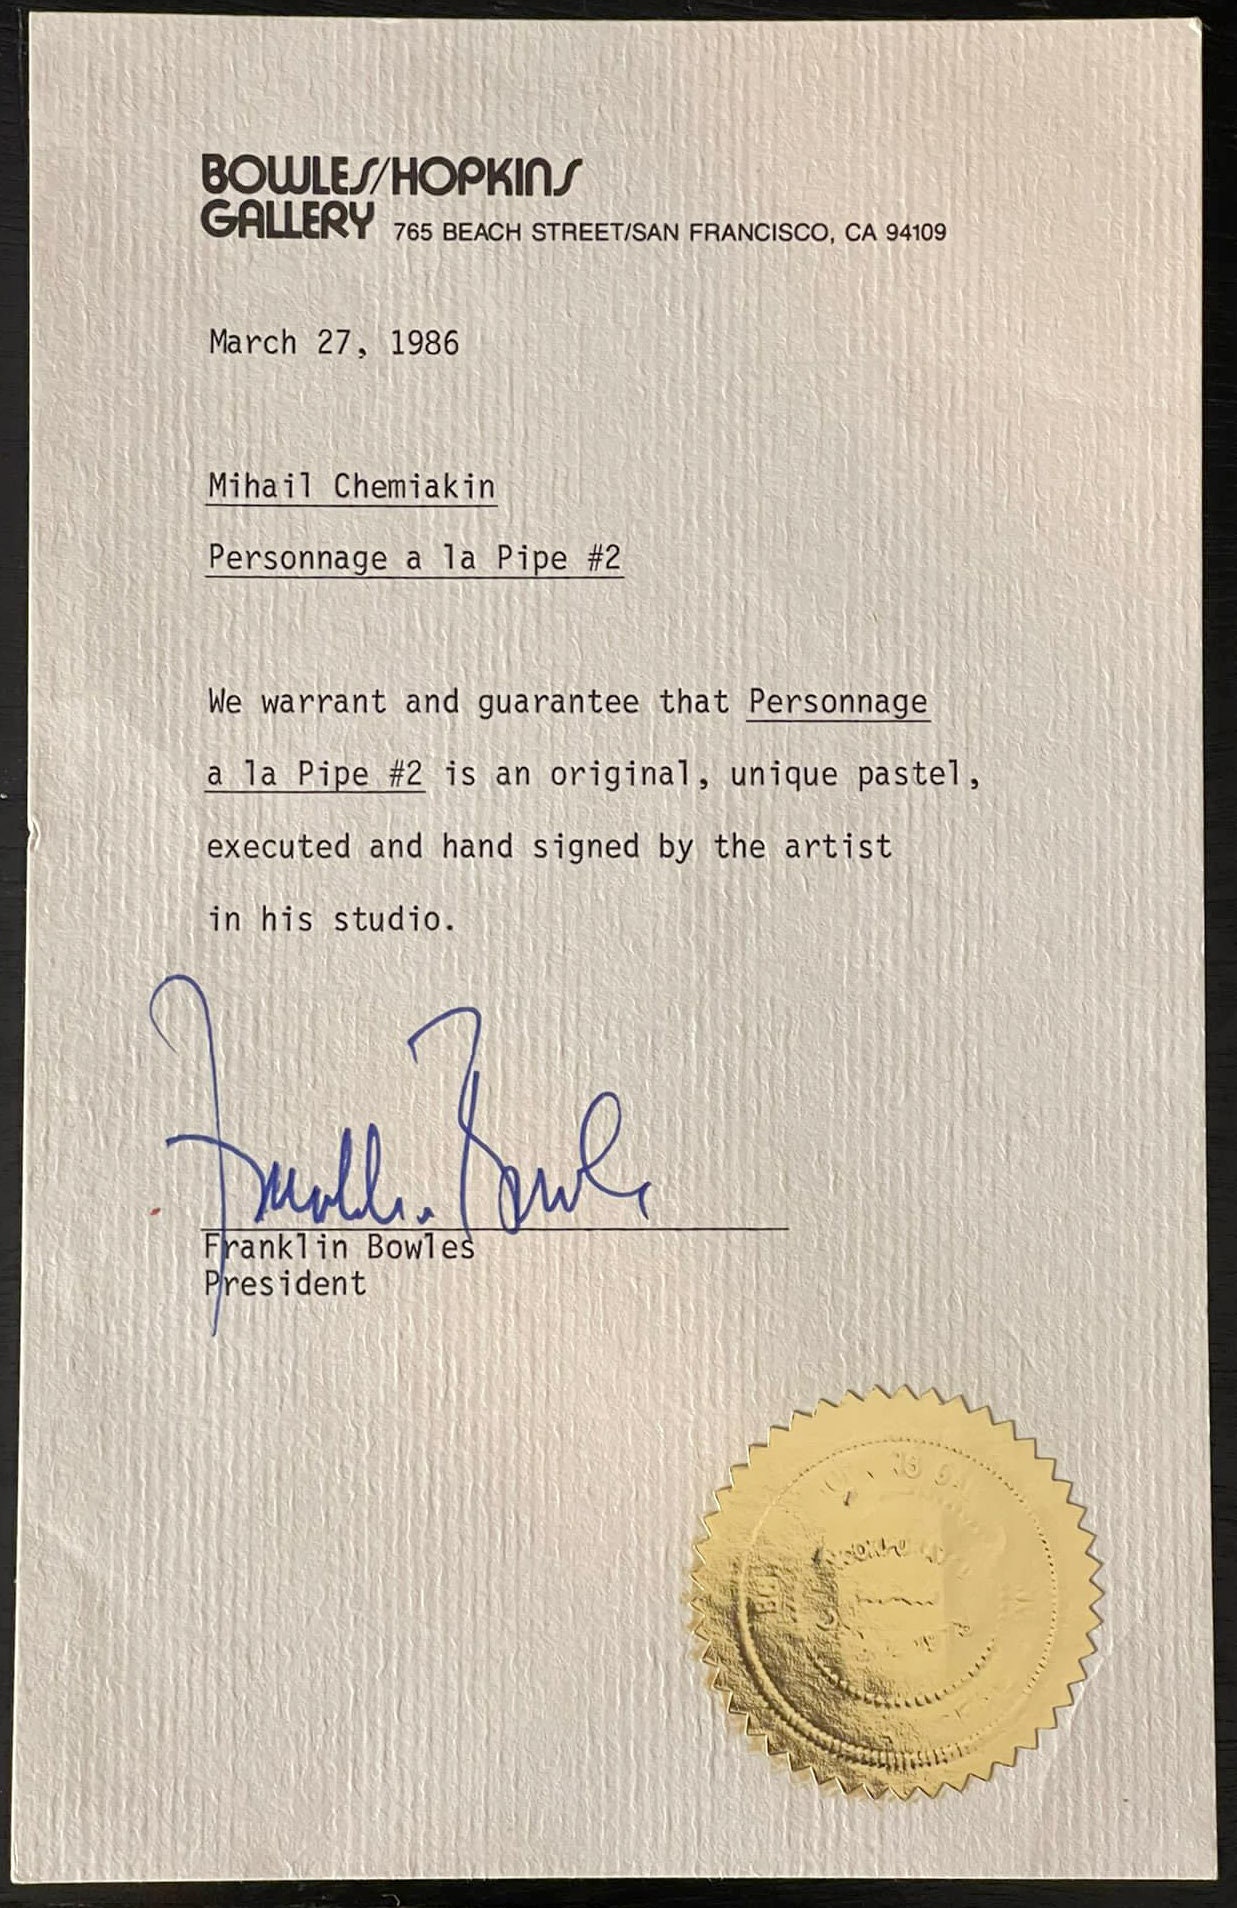 BOWLES/HOPKINS
GALLERY 765 BEACH STREET/SAN FRANCISCO, CA 94109
March 27, 1986
Mihail Chemiakin
Personnage a la Pipe #2
We warrant and guarantee that Personnage
a la Pipe #2 is an original, unique pastel,
executed and hand signed by the artist
in his studio.
Franklin Bowles
Franklin Bowles
President